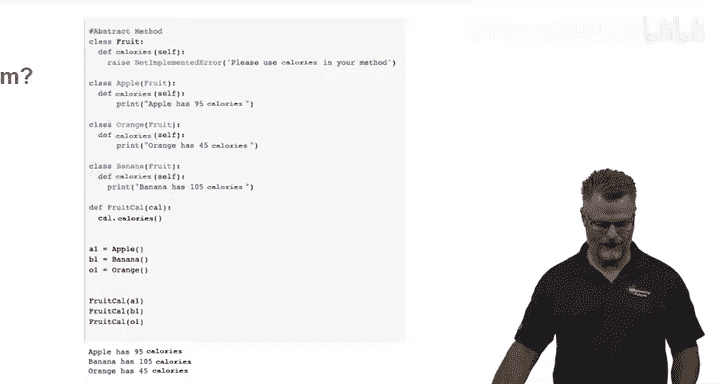 m?
#Abstract Method
class Fruit:
def calories(self):
raise NotImplementedError('Please use calories in your method')
class Apple(Fruit):
def calories(self):
print("Apple has 95 calories ")
class Orange(Fruit):
def calories(self):
print("Orange has 45 calories ")
class Banana(Fruit):
def calories(self):
print("Banana has 105 calories ")
def FruitCal(cal):
cal.calories()
a1 = Apple()
b1 = Banana()
o1 = Orange()
FruitCal(a1)
FruitCal(b1)
FruitCal(o1)
Apple has 95 calories
Banana has 105 calories
Orange has 45 calories